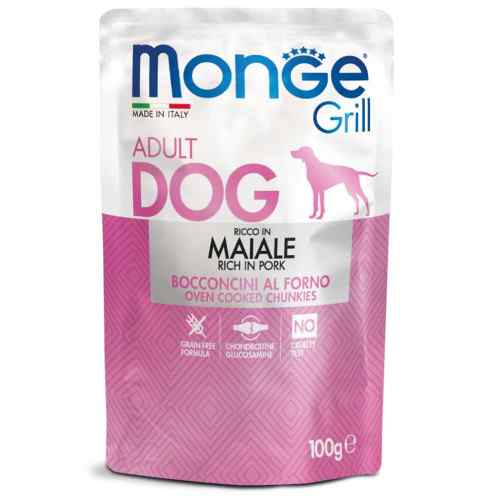 Monge
Grill
MADE IN ITALY
ADULT
DOG
RICCO IN
MAIALE
RICH IN PORK
BOCCONCINI AL FORNO
OVEN COOKED CHUNKIES
GRAIN FREE
FORMULA
CHONDROITINE
GLUCOSAMINE
NO
CRUELTY
TEST
100g e